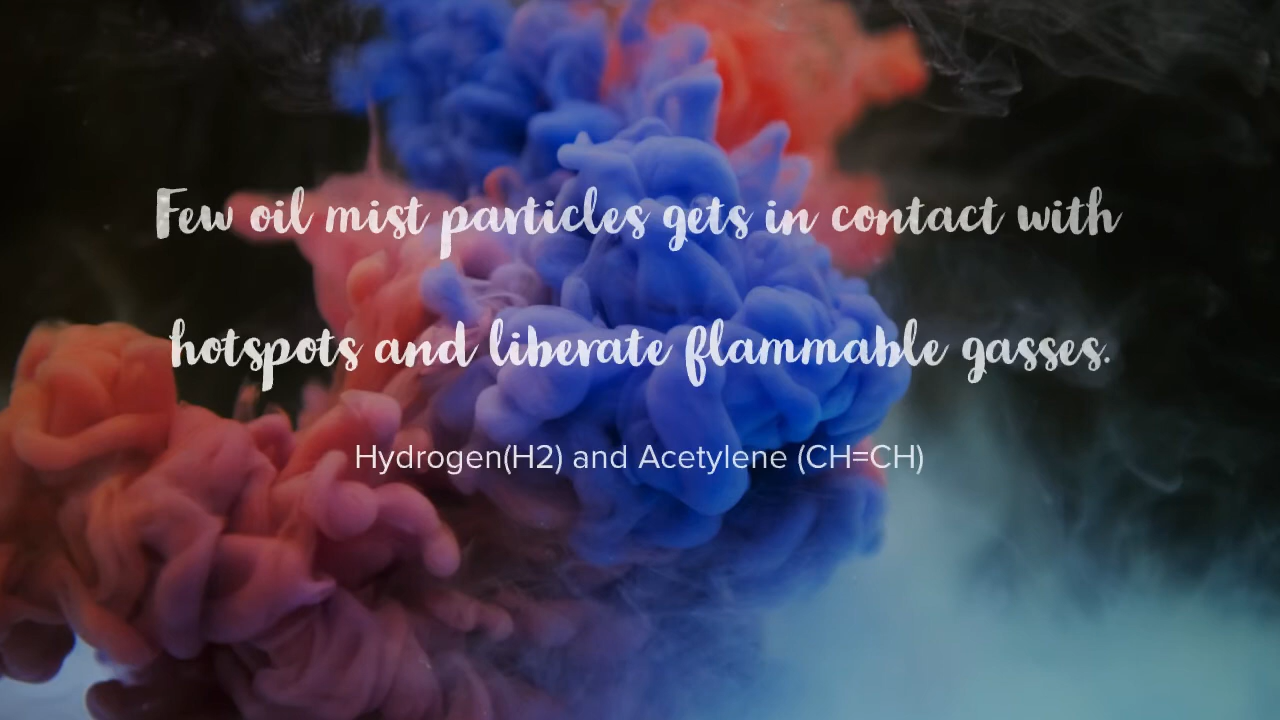 Few oil mist particles gets in contact with
hotspots and liberate flammable gasses.
Hydrogen(H2) and Acetylene (CH=CH)